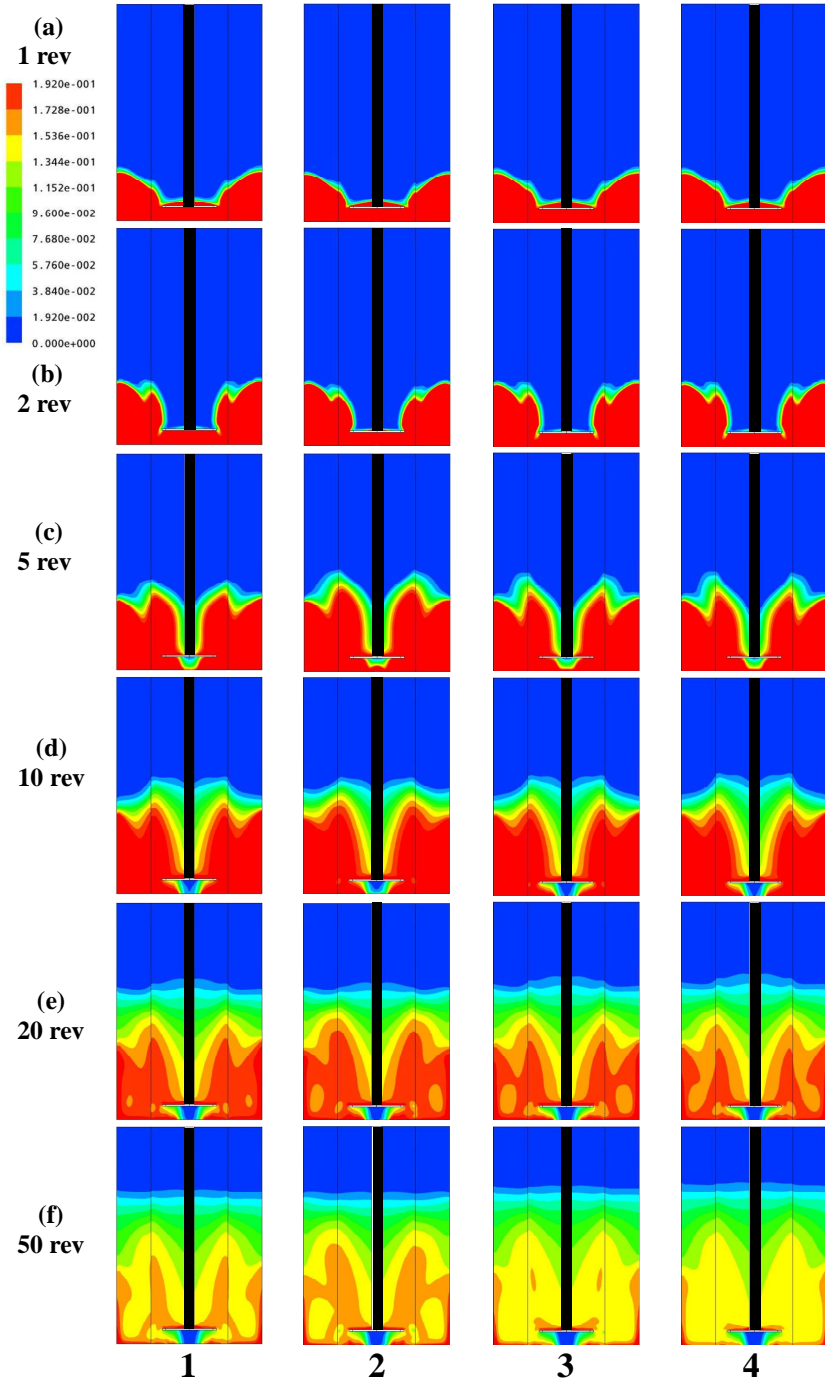 (a)
1 rev
1.920e-001
1.728e-001
1.536e-001
1.344e-001
1.152e-001
9.600e-002
7.680e-002
5.760e-002
3.840e-002
1.920e-002
0.000e+000
(b)
2 rev
(c)
5 rev
(d)
10 rev
(e)
20 rev
(f)
50 rev
1 2 3 4